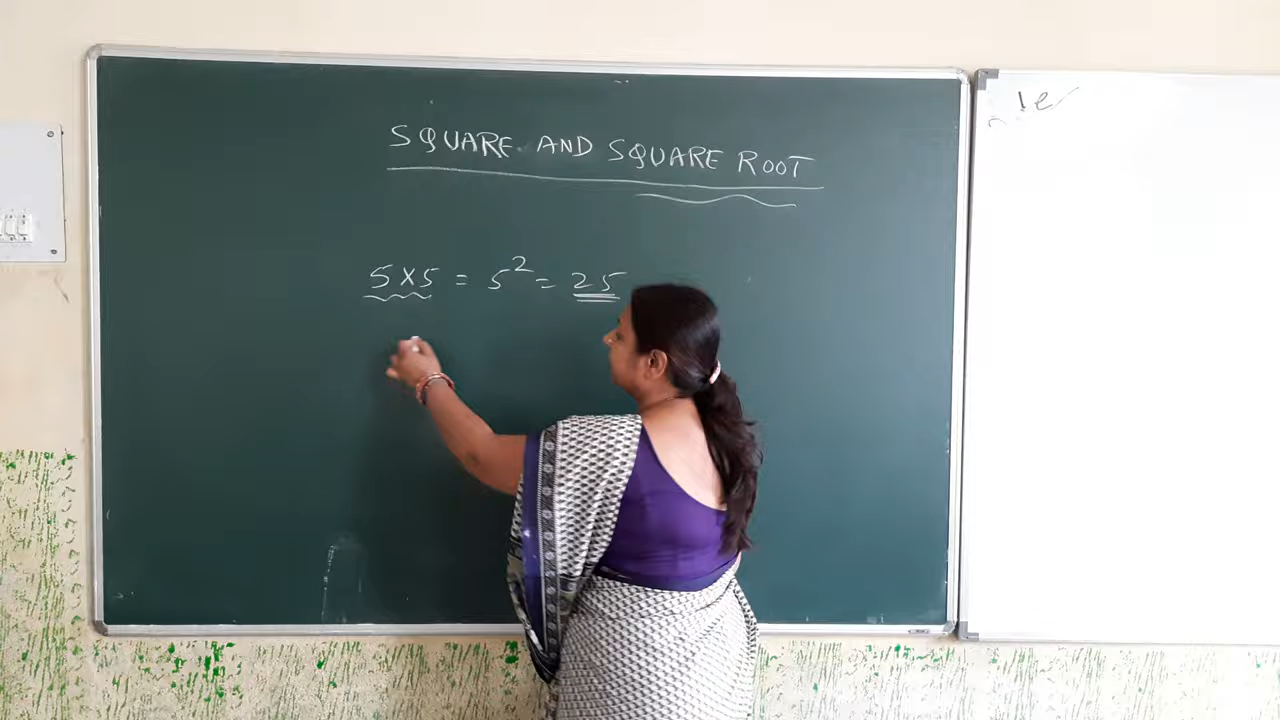 SQUARE AND SQUARE ROOT
5 × 5 = 5² = 25